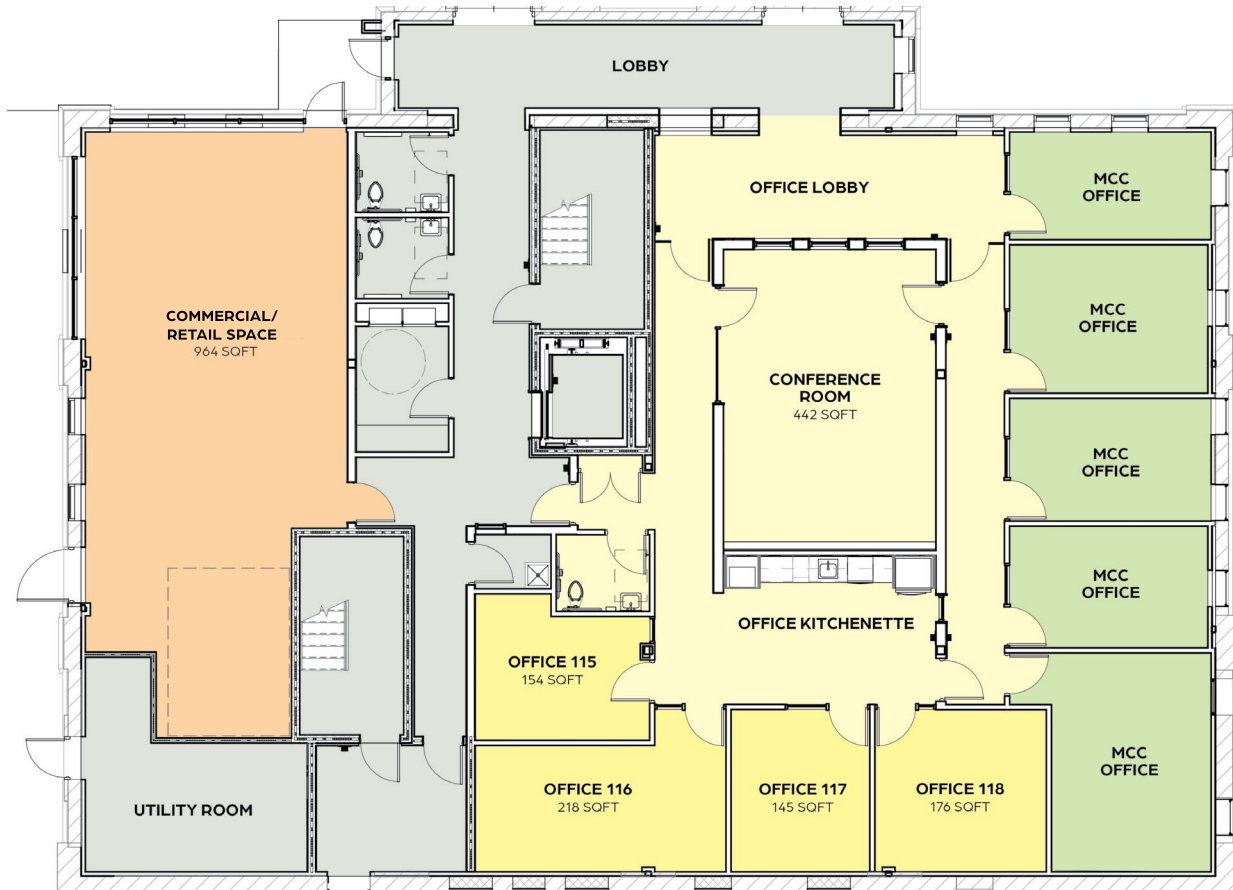 LOBBY
OFFICE LOBBY
MCC
OFFICE
COMMERCIAL/
RETAIL SPACE
964 SQFT
MCC
OFFICE
CONFERENCE
ROOM
442 SQFT
MCC
OFFICE
MCC
OFFICE
OFFICE KITCHENETTE
OFFICE 115
154 SQFT
MCC
OFFICE
OFFICE 116
218 SQFT
OFFICE 117
145 SQFT
OFFICE 118
176 SQFT
UTILITY ROOM